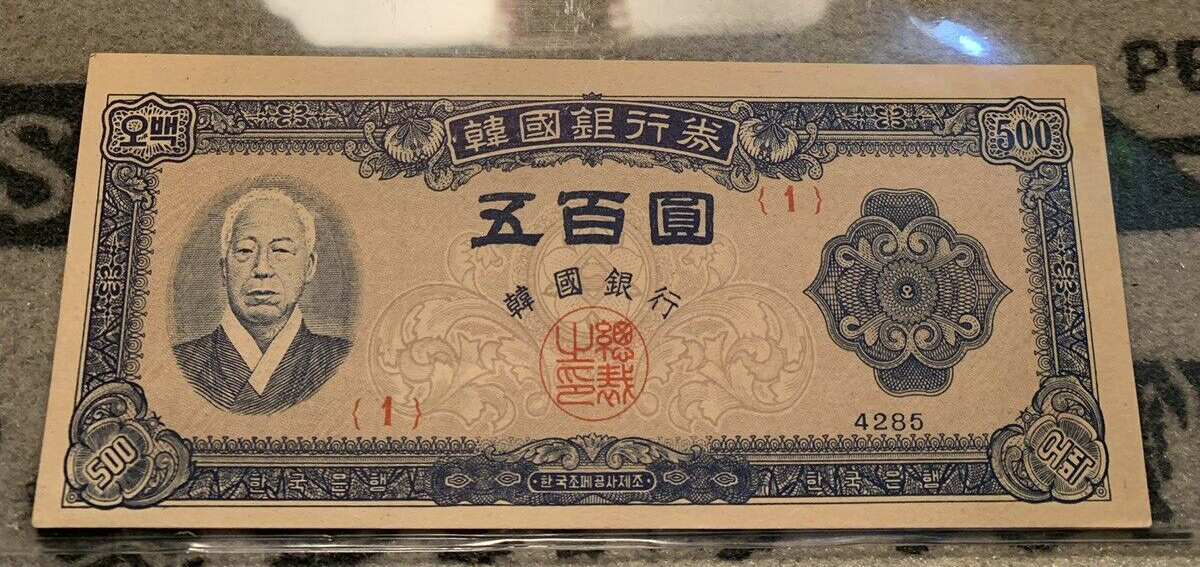 오백
韓國銀行券
500
五百圓
{1}
韓國銀行
總裁之印
{1}
4285
500
한국은행
한국조폐공사제조
한국은행
오백